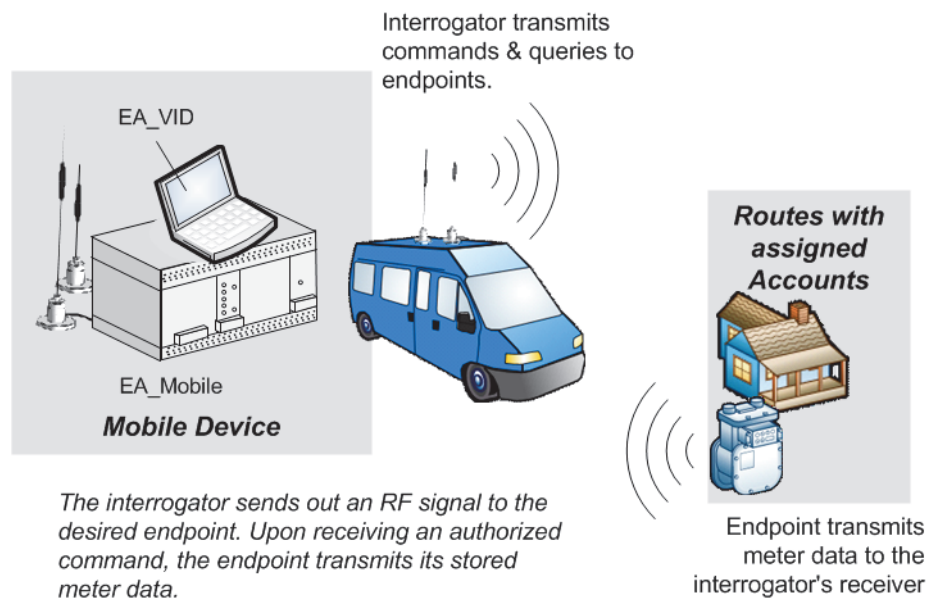 Interrogator transmits
commands & queries to
endpoints.
EA_VID
EA_Mobile
Mobile Device
Routes with
assigned
Accounts
The interrogator sends out an RF signal to the
desired endpoint. Upon receiving an authorized
command, the endpoint transmits its stored
meter data.
Endpoint transmits
meter data to the
interrogator's receiver